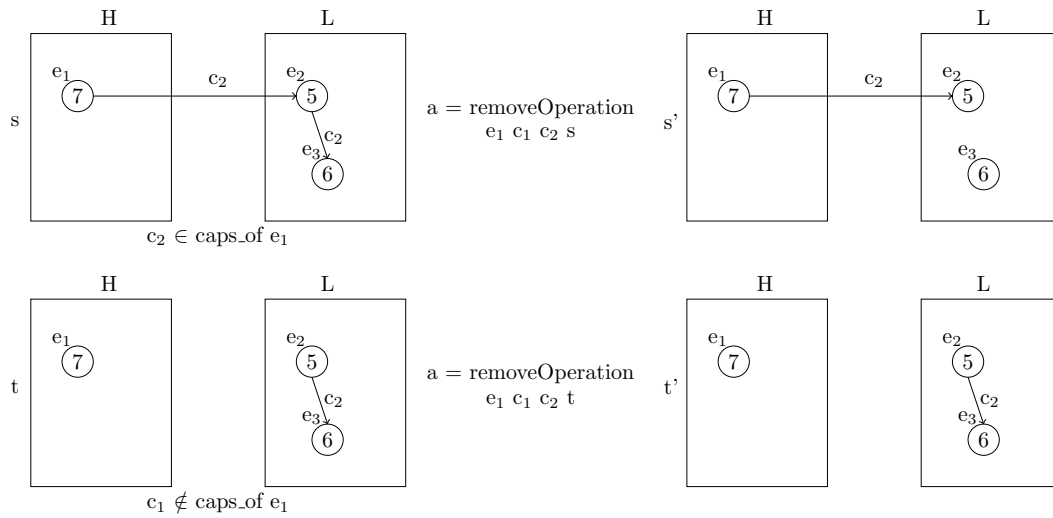 H L H L
e₁ 7 c₂ e₂ 5 e₁ 7 c₂ e₂ 5
s a = removeOperation s'
e₁ c₁ c₂ s
c₂
e₃ 6 e₃ 6
c₂ ∈ caps_of e₁
H L H L
e₁ 7 e₂ 5 e₁ 7 e₂ 5
t a = removeOperation t'
e₁ c₁ c₂ t
c₂ c₂
e₃ 6 e₃ 6
c₁ ∉ caps_of e₁